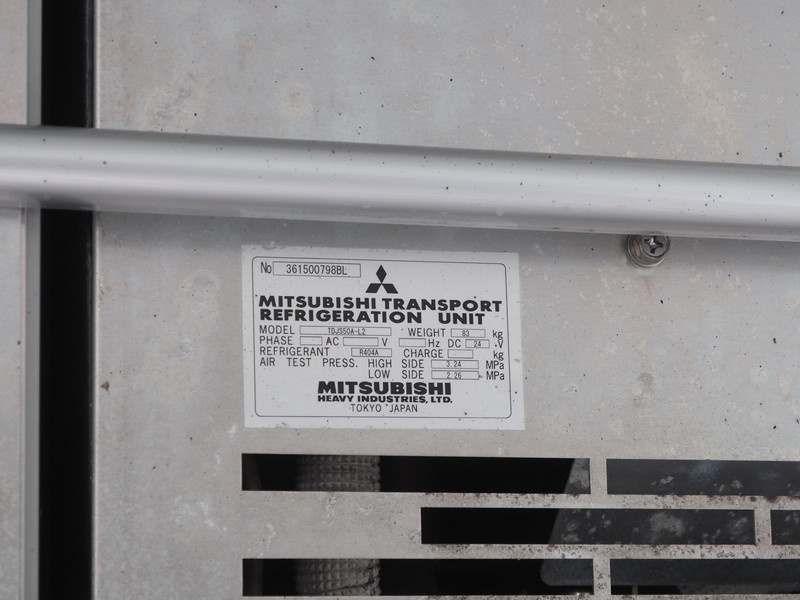 No 361500798BL
MITSUBISHI TRANSPORT
REFRIGERATION UNIT
MODEL TDJS50A-L2 WEIGHT 83 kg
PHASE AC V Hz DC 24 V
REFRIGERANT R404A CHARGE kg
AIR TEST PRESS. HIGH SIDE 3.24 MPa
LOW SIDE 2.26 MPa
MITSUBISHI
HEAVY INDUSTRIES, LTD.
TOKYO JAPAN